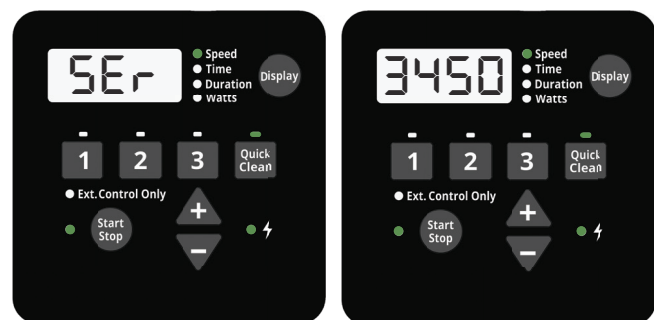 SEr
Speed
Time
Duration
Watts
Display
1 2 3
Quick
Clean
Ext. Control Only
+
Start
Stop
−
3450
Speed
Time
Duration
Watts
Display
1 2 3
Quick
Clean
Ext. Control Only
+
Start
Stop
−